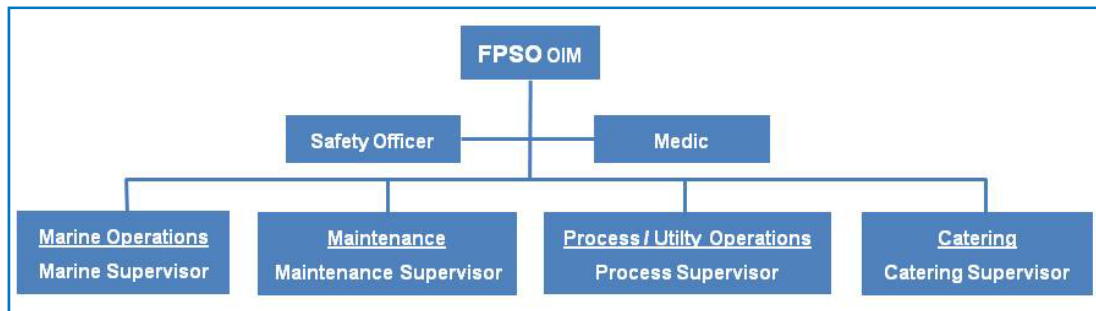 FPSO OIM
Safety Officer
Medic
Marine Operations
Marine Supervisor
Maintenance
Maintenance Supervisor
Process / Utilty Operations
Process Supervisor
Catering
Catering Supervisor